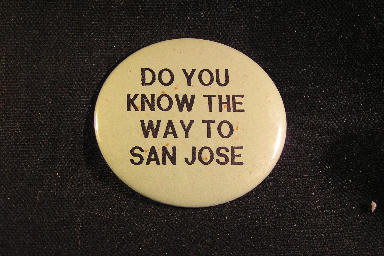 DO YOU
KNOW THE
WAY TO
SAN JOSE